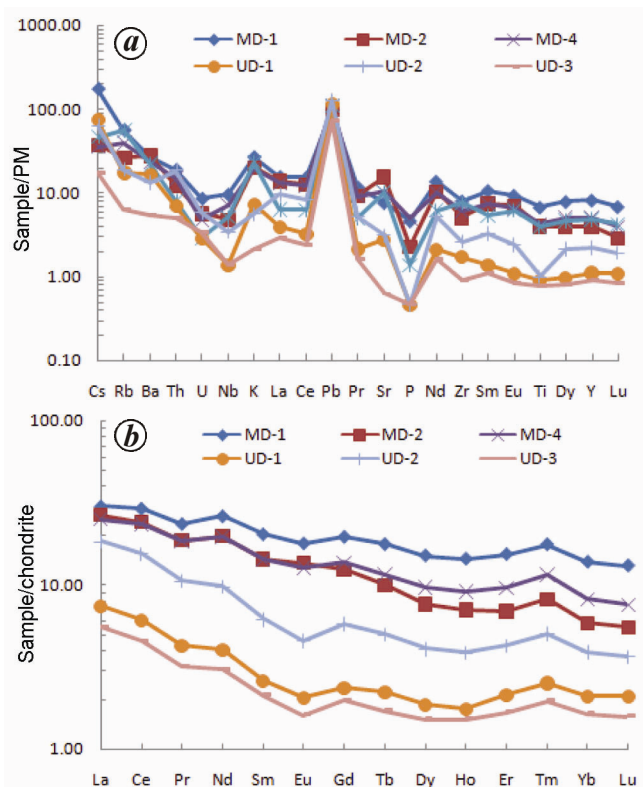 1000.00
a
MD-1 MD-2 MD-4
UD-1 UD-2 UD-3
100.00
10.00
1.00
0.10
Sample/PM
Cs Rb Ba Th U Nb K La Ce Pb Pr Sr P Nd Zr Sm Eu Ti Dy Y Lu
100.00
b
MD-1 MD-2 MD-4
UD-1 UD-2 UD-3
10.00
1.00
Sample/chondrite
La Ce Pr Nd Sm Eu Gd Tb Dy Ho Er Tm Yb Lu